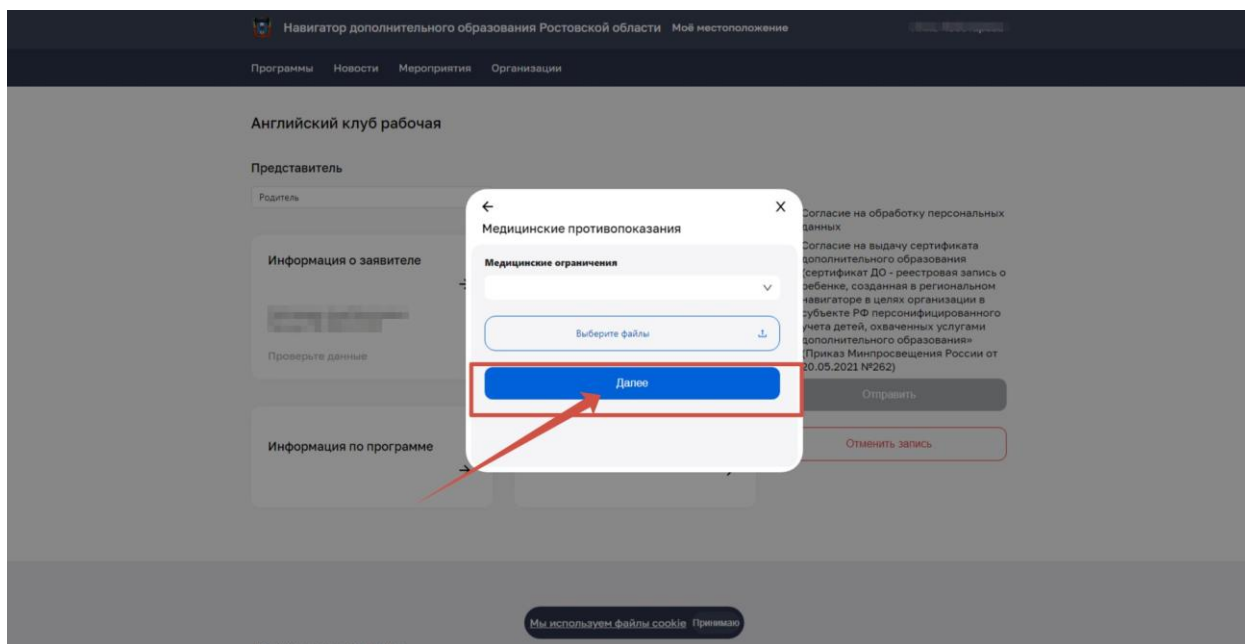 Навигатор дополнительного образования Ростовской области Моё местоположение
Программы Новости Мероприятия Организации
Английский клуб рабочая
Представитель
Родитель
Информация о заявителе
Проверьте данные
Информация по программе
Х
Медицинские противопоказания
Медицинские ограничения
Выберите файлы
Далее
Согласие на обработку персональных
данных
Согласие на выдачу сертификата
дополнительного образования
(сертификат ДО - реестровая запись о
ребенке, созданная в региональном
навигаторе в целях организации в
субъекте РФ персонифицированного
учета детей, охваченных услугами
дополнительного образования»
(Приказ Минпросвещения России от
20.05.2021 №262)
Отправить
Отменить запись
Мы используем файлы cookie Принимаю